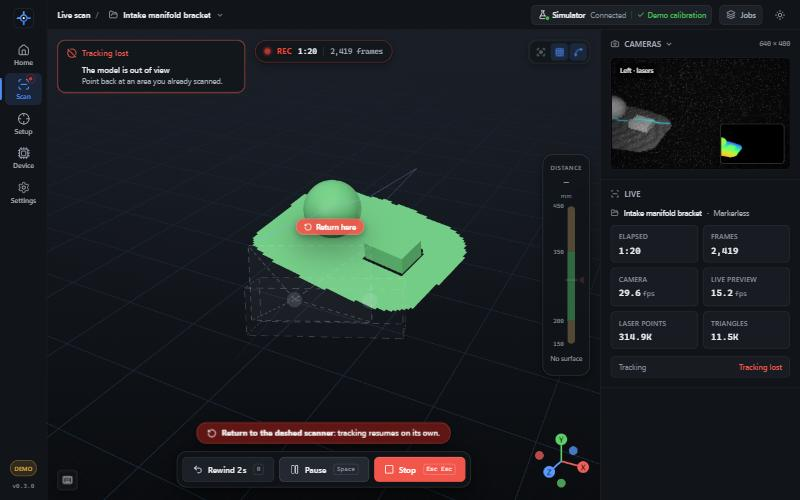 Live scan / Intake manifold bracket
Simulator Connected Demo calibration
Jobs
Home
Scan
Setup
Device
Settings
DEMO
v0.3.0
Tracking lost
The model is out of view
Point back at an area you already scanned.
REC 1:20 2,419 frames
Return here
DISTANCE
–
mm
450
350
200
150
No surface
Return to the dashed scanner: tracking resumes on its own.
Rewind 2s R
Pause Space
Stop Esc Esc
Y
X
Z
CAMERAS 640 × 400
Left · lasers
LIVE
Intake manifold bracket · Markerless
ELAPSED
1:20
FRAMES
2,419
CAMERA
29.6 fps
LIVE PREVIEW
15.2 fps
LASER POINTS
314.9K
TRIANGLES
11.5K
Tracking Tracking lost